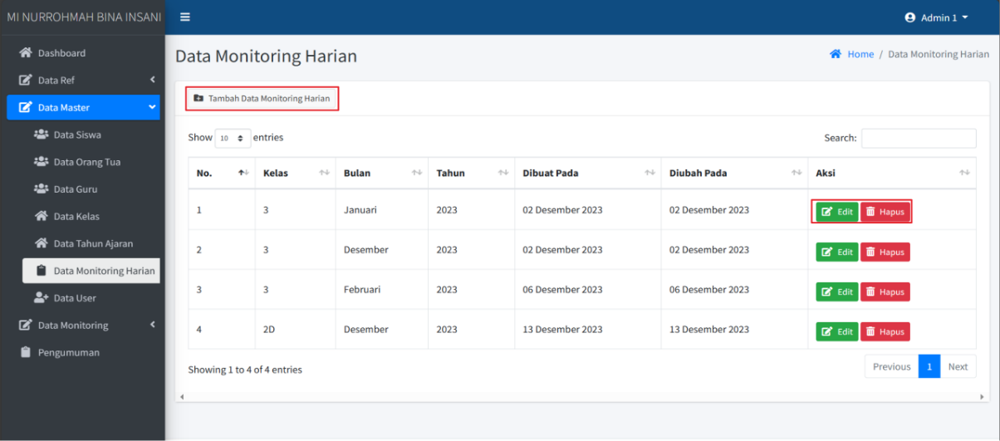 MI NURROHMAH BINA INSANI
Admin 1
Dashboard
Data Ref
Data Master
Data Siswa
Data Orang Tua
Data Guru
Data Kelas
Data Tahun Ajaran
Data Monitoring Harian
Data User
Data Monitoring
Pengumuman
Data Monitoring Harian
Home / Data Monitoring Harian
Tambah Data Monitoring Harian
Show 10 entries
Search:
No. Kelas Bulan Tahun Dibuat Pada Diubah Pada Aksi
1 3 Januari 2023 02 Desember 2023 02 Desember 2023 Edit Hapus
2 3 Desember 2023 02 Desember 2023 02 Desember 2023 Edit Hapus
3 3 Februari 2023 06 Desember 2023 06 Desember 2023 Edit Hapus
4 2D Desember 2023 13 Desember 2023 13 Desember 2023 Edit Hapus
Showing 1 to 4 of 4 entries
Previous 1 Next